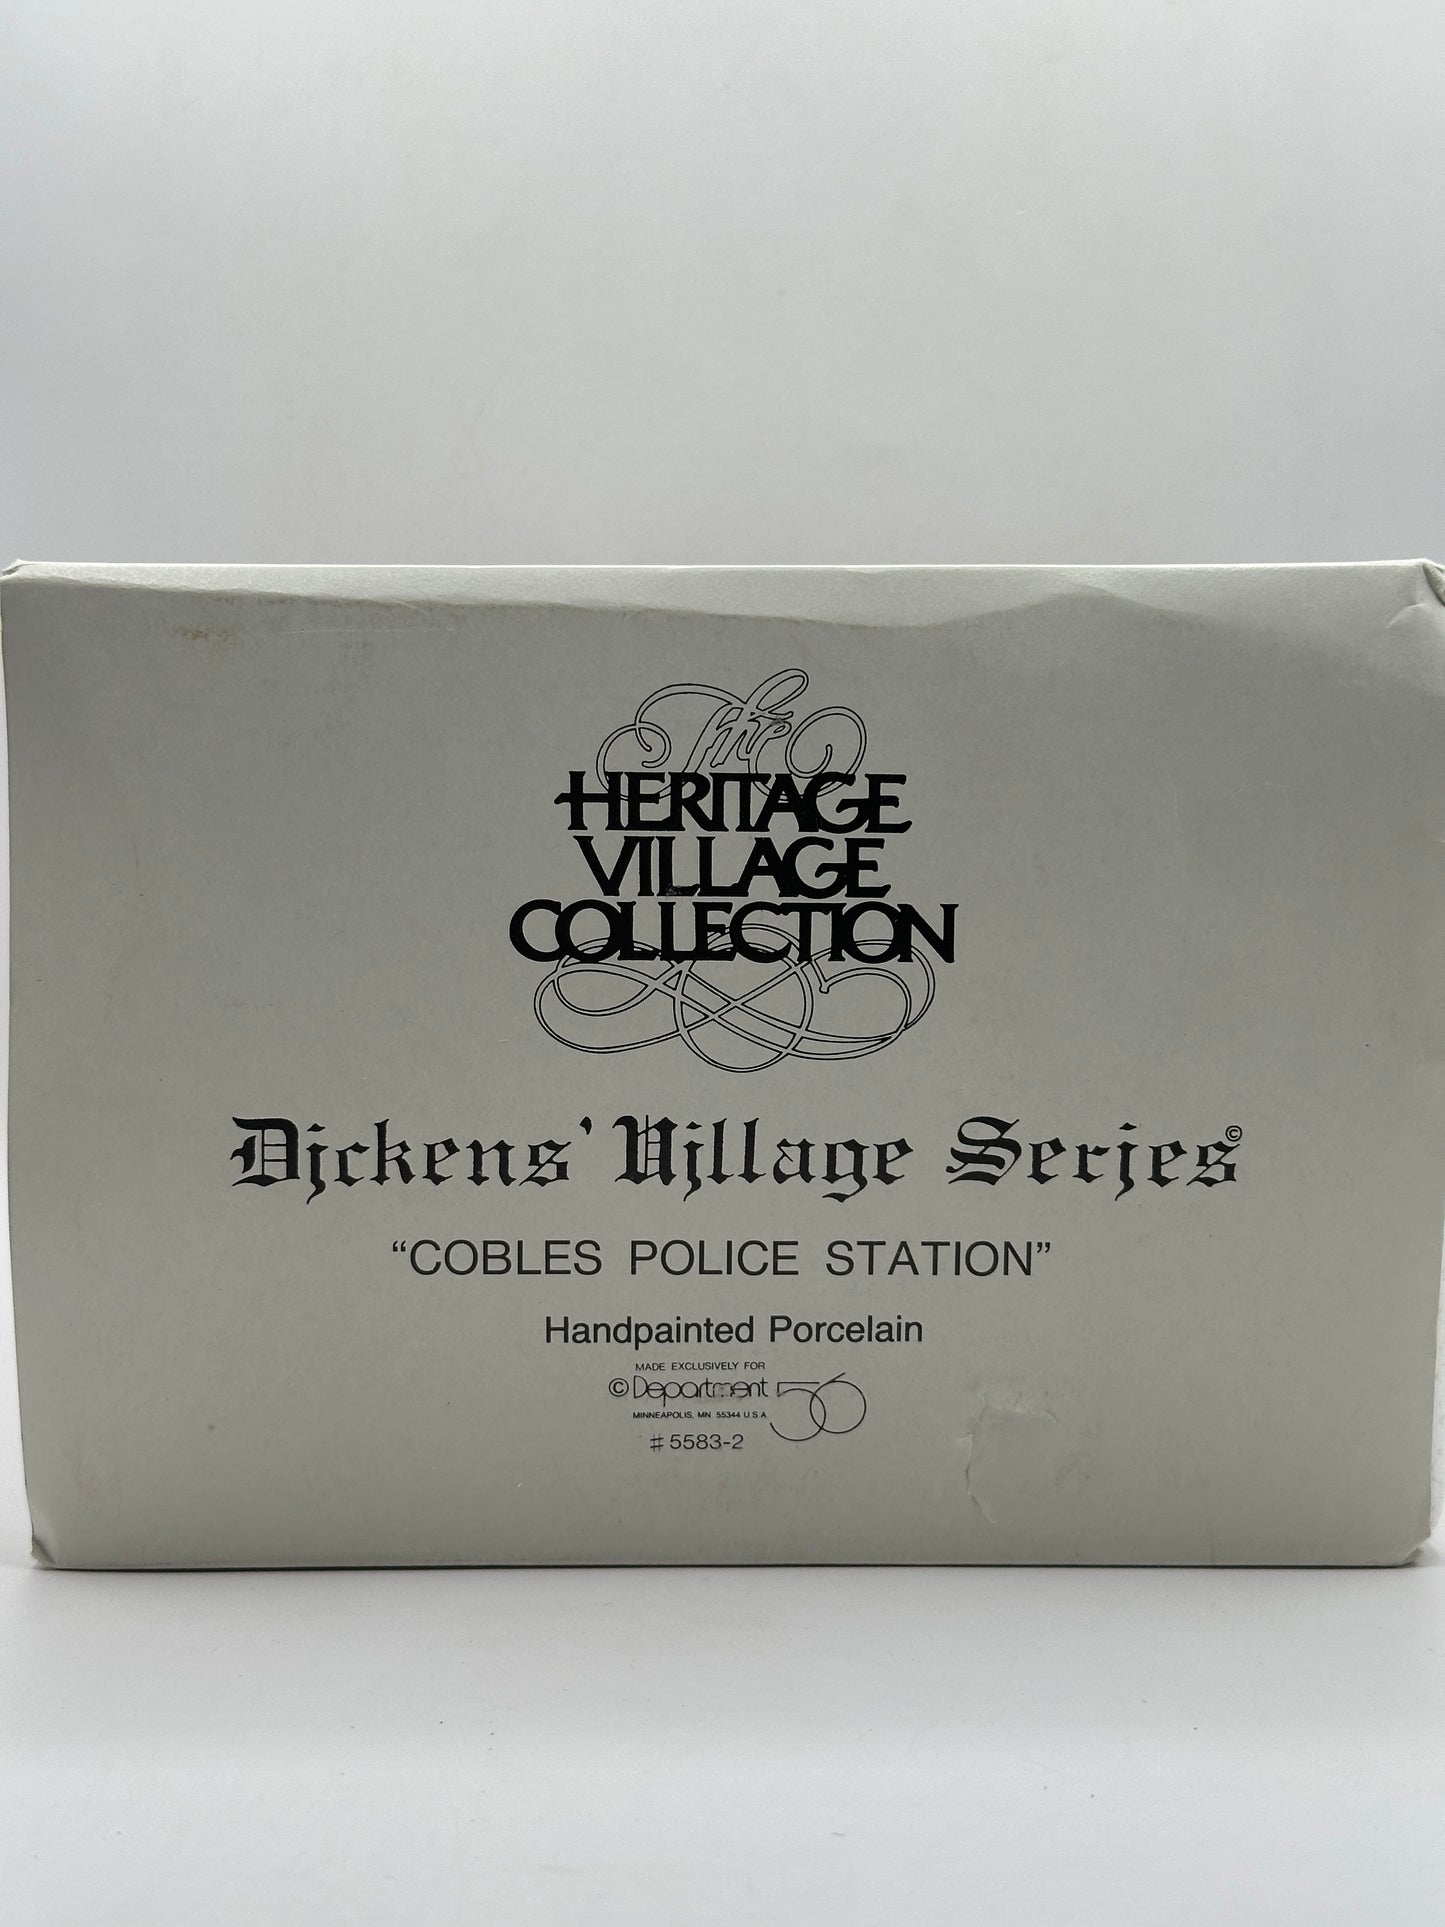 The
HERITAGE
VILLAGE
COLLECTION
Dickens' Village Series©
“COBLES POLICE STATION”
Handpainted Porcelain
MADE EXCLUSIVELY FOR
© Department 56
MINNEAPOLIS, MN 55344 U.S.A.
# 5583-2